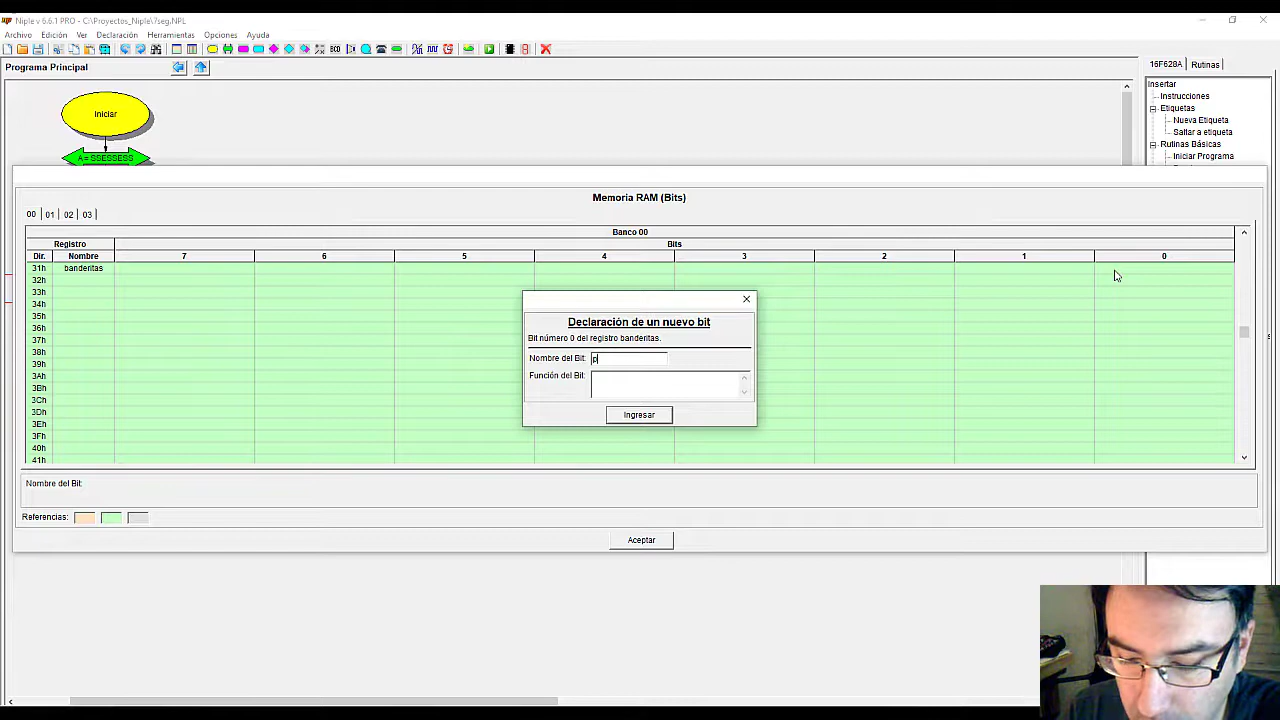 Niple v 6.6.1 PRO - C:\Proyectos_Niple\7seg.NPL
Archivo Edición Ver Declaración Herramientas Opciones Ayuda
Programa Principal
16F628A Rutinas
Insertar
Instrucciones
Etiquetas
Nueva Etiqueta
Saltar a etiqueta
Rutinas Básicas
Iniciar Programa
Iniciar
A= SSESSESS
Memoria RAM (Bits)
00 01 02 03
Banco 00
Registro Bits
Dir. Nombre 7 6 5 4 3 2 1 0
31h banderitas
32h
33h
34h
35h
36h
37h
38h
39h
3Ah
3Bh
3Ch
3Dh
3Eh
3Fh
40h
41h
Declaración de un nuevo bit
Bit número 0 del registro banderitas.
Nombre del Bit: p
Función del Bit:
Ingresar
Nombre del Bit:
Referencias:
Aceptar